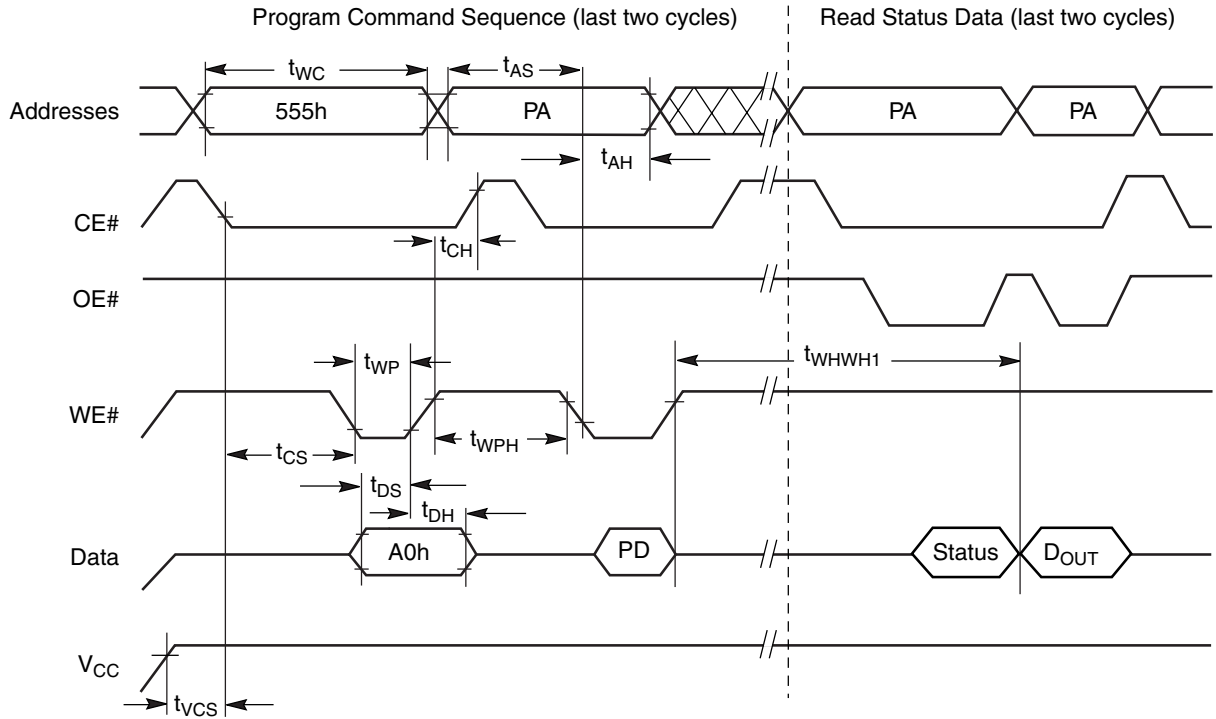 Program Command Sequence (last two cycles)
Read Status Data (last two cycles)
tWC
tAS
Addresses
555h
PA
PA
PA
tAH
CE#
tCH
OE#
tWP
tWHWH1
WE#
tCS
tWPH
tDS
tDH
Data
A0h
PD
Status
DOUT
VCC
tVCS